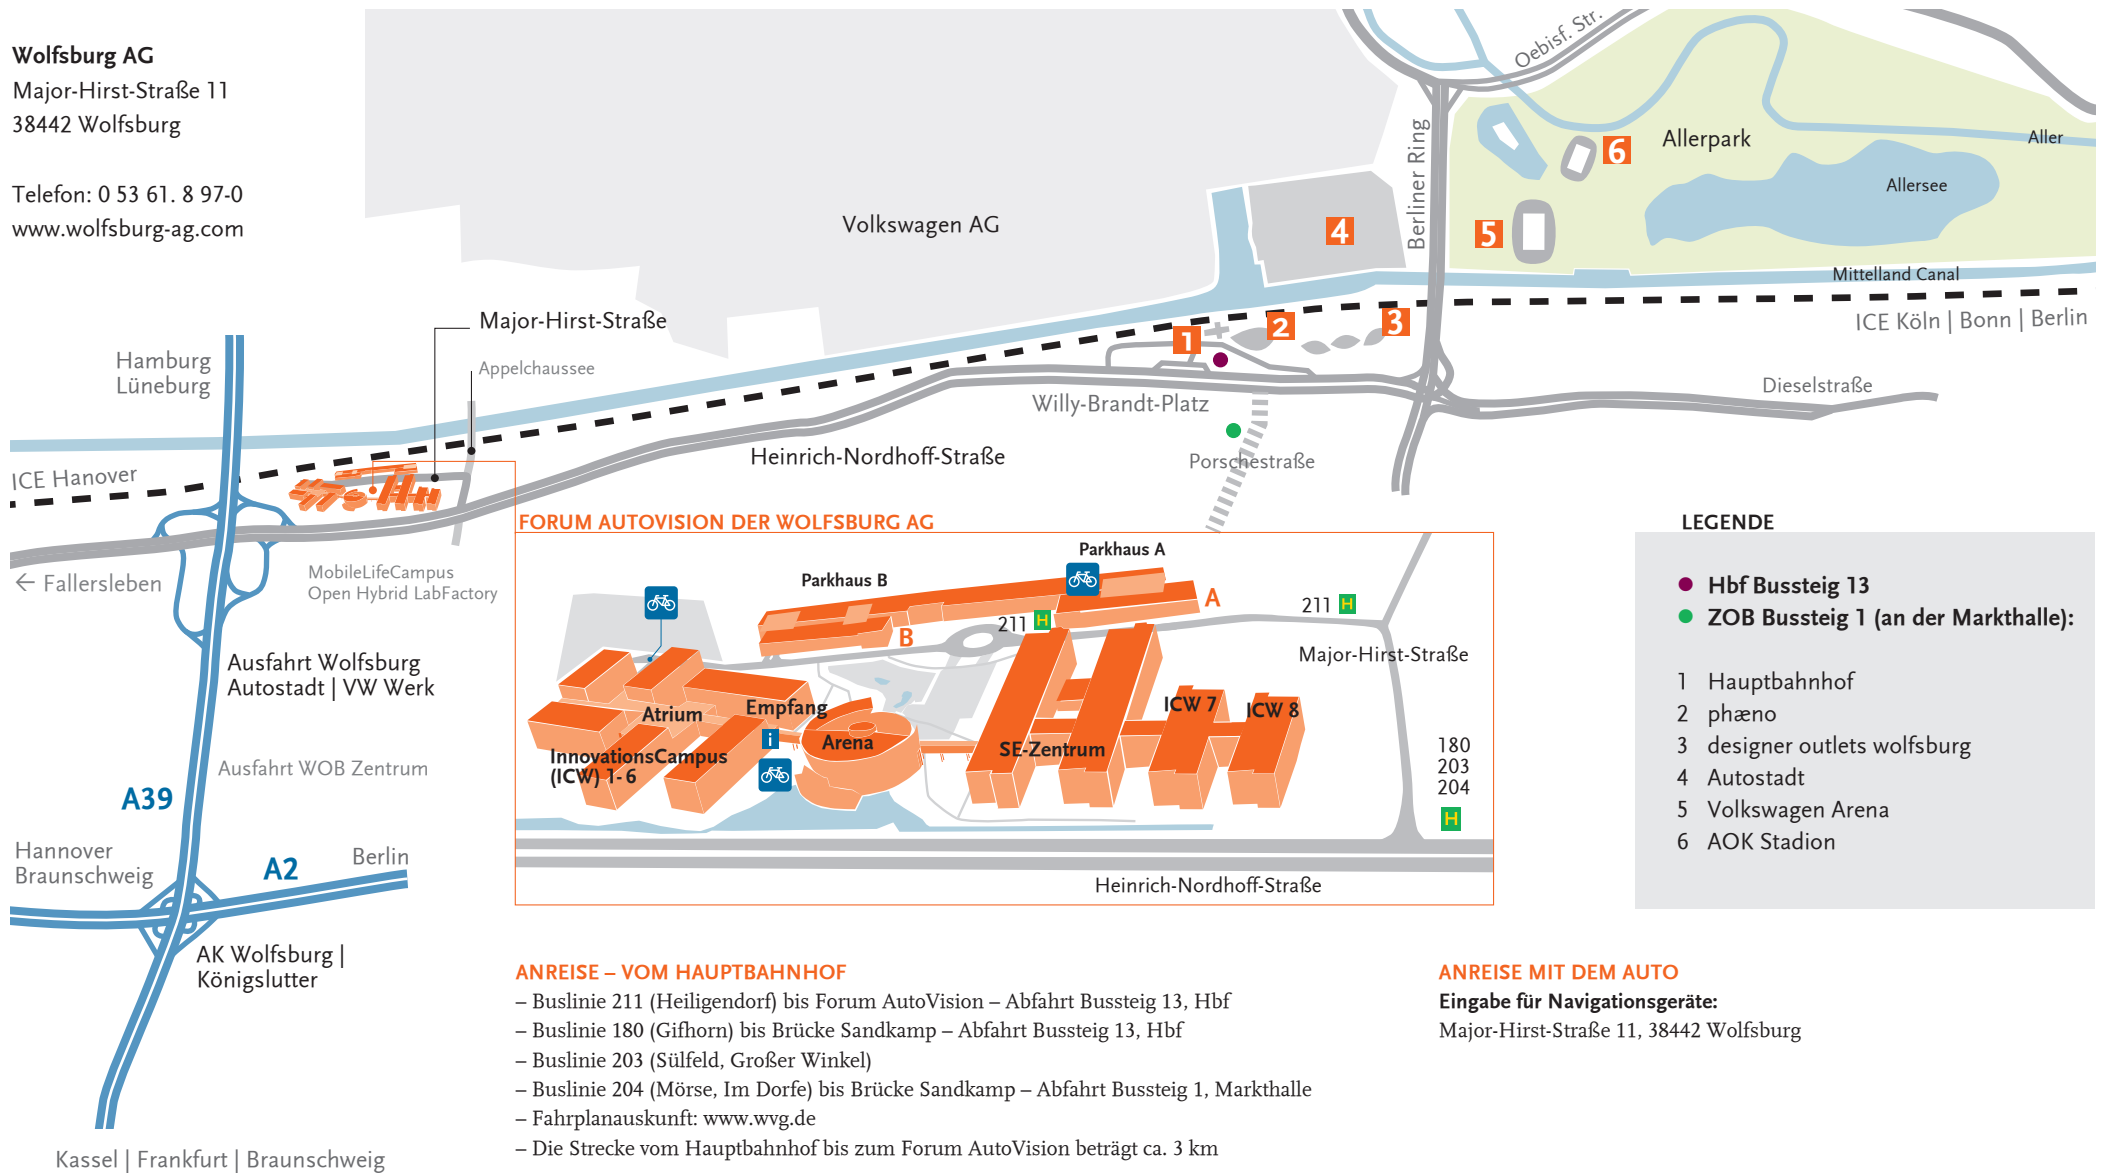 Wolfsburg AG
Major-Hirst-Straße 11
38442 Wolfsburg
Telefon: 0 53 61. 8 97-0
www.wolfsburg-ag.com
Oebisf. Str.
Berliner Ring
Allerpark
Aller
Allersee
6
5
4
Volkswagen AG
Mittelland Canal
ICE Köln | Bonn | Berlin
1
2
3
Major-Hirst-Straße
Appelchaussee
Hamburg
Lüneburg
Willy-Brandt-Platz
Dieselstraße
Heinrich-Nordhoff-Straße
Porschestraße
ICE Hanover
← Fallersleben
MobileLifeCampus
Open Hybrid LabFactory
Ausfahrt Wolfsburg
Autostadt | VW Werk
Ausfahrt WOB Zentrum
A39
Hannover
Braunschweig
A2
Berlin
AK Wolfsburg |
Königslutter
Kassel | Frankfurt | Braunschweig
FORUM AUTOVISION DER WOLFSBURG AG
Parkhaus A
Parkhaus B
A
B
211 H
211 H
Major-Hirst-Straße
Atrium
Empfang
i
Arena
InnovationsCampus
(ICW) 1-6
SE-Zentrum
ICW 7
ICW 8
180
203
204
H
Heinrich-Nordhoff-Straße
LEGENDE
Hbf Bussteig 13
ZOB Bussteig 1 (an der Markthalle):
1 Hauptbahnhof
2 phæno
3 designer outlets wolfsburg
4 Autostadt
5 Volkswagen Arena
6 AOK Stadion
ANREISE – VOM HAUPTBAHNHOF
– Buslinie 211 (Heiligendorf) bis Forum AutoVision – Abfahrt Bussteig 13, Hbf
– Buslinie 180 (Gifhorn) bis Brücke Sandkamp – Abfahrt Bussteig 13, Hbf
– Buslinie 203 (Sülfeld, Großer Winkel)
– Buslinie 204 (Mörse, Im Dorfe) bis Brücke Sandkamp – Abfahrt Bussteig 1, Markthalle
– Fahrplanauskunft: www.wvg.de
– Die Strecke vom Hauptbahnhof bis zum Forum AutoVision beträgt ca. 3 km
ANREISE MIT DEM AUTO
Eingabe für Navigationsgeräte:
Major-Hirst-Straße 11, 38442 Wolfsburg